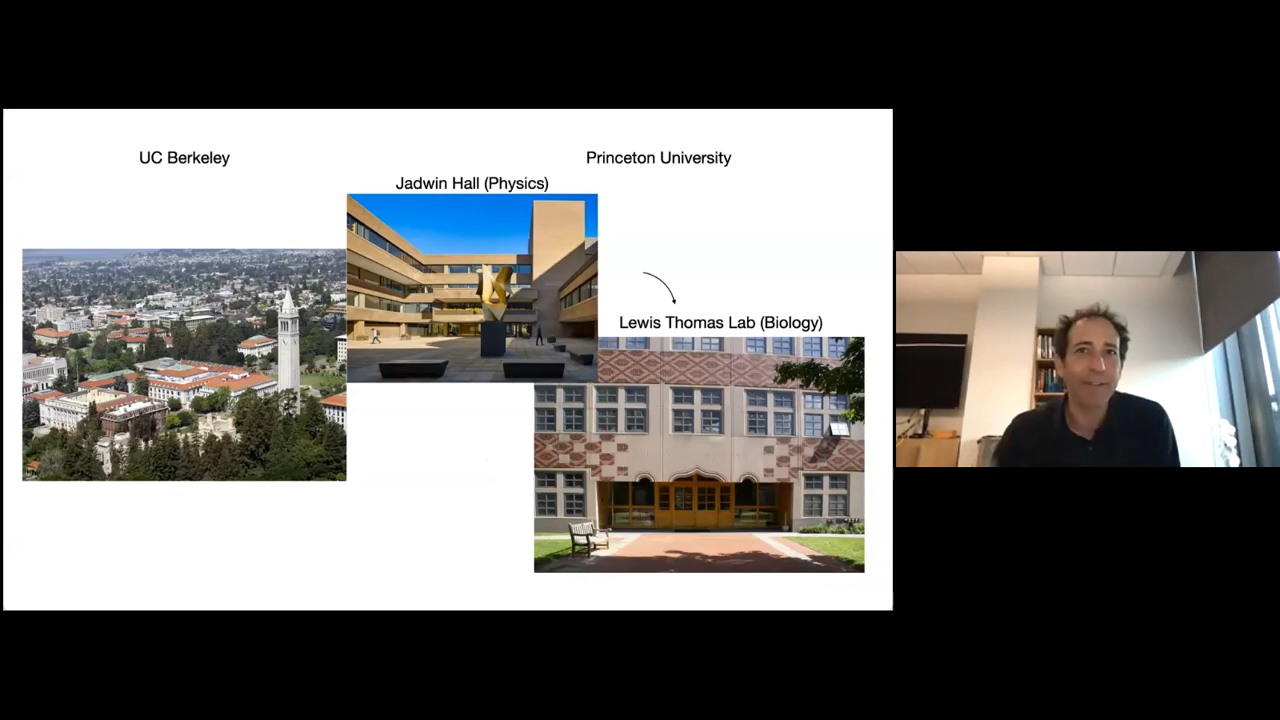 UC Berkeley
Princeton University
Jadwin Hall (Physics)
Lewis Thomas Lab (Biology)